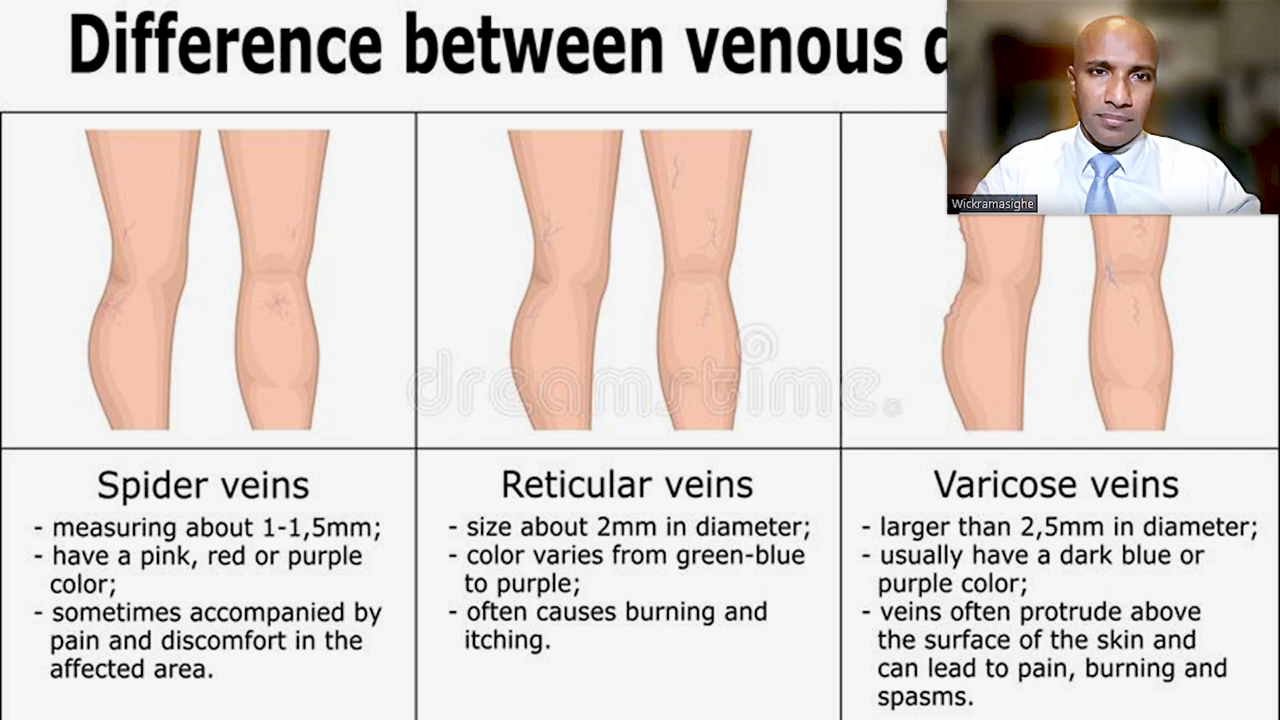 Difference between venous
Wickramasighe
dreamstime.
Spider veins
- measuring about 1-1,5mm;
- have a pink, red or purple
color;
- sometimes accompanied by
pain and discomfort in the
affected area.
Reticular veins
- size about 2mm in diameter;
- color varies from green-blue
to purple;
- often causes burning and
itching.
Varicose veins
- larger than 2,5mm in diameter;
- usually have a dark blue or
purple color;
- veins often protrude above
the surface of the skin and
can lead to pain, burning and
spasms.